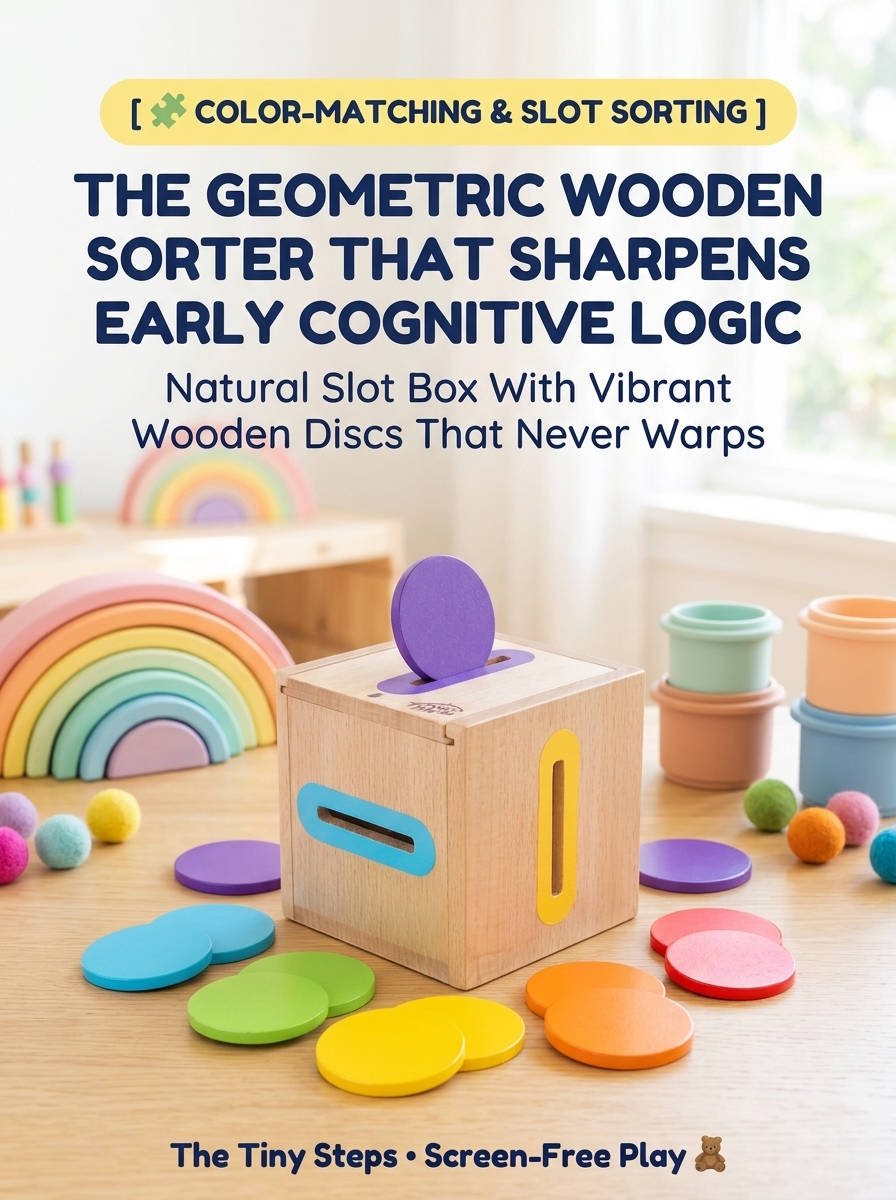 [ 🧩 COLOR-MATCHING & SLOT SORTING ]
THE GEOMETRIC WOODEN
SORTER THAT SHARPENS
EARLY COGNITIVE LOGIC
Natural Slot Box With Vibrant
Wooden Discs That Never Warps
The Tiny Steps • Screen-Free Play 🧸